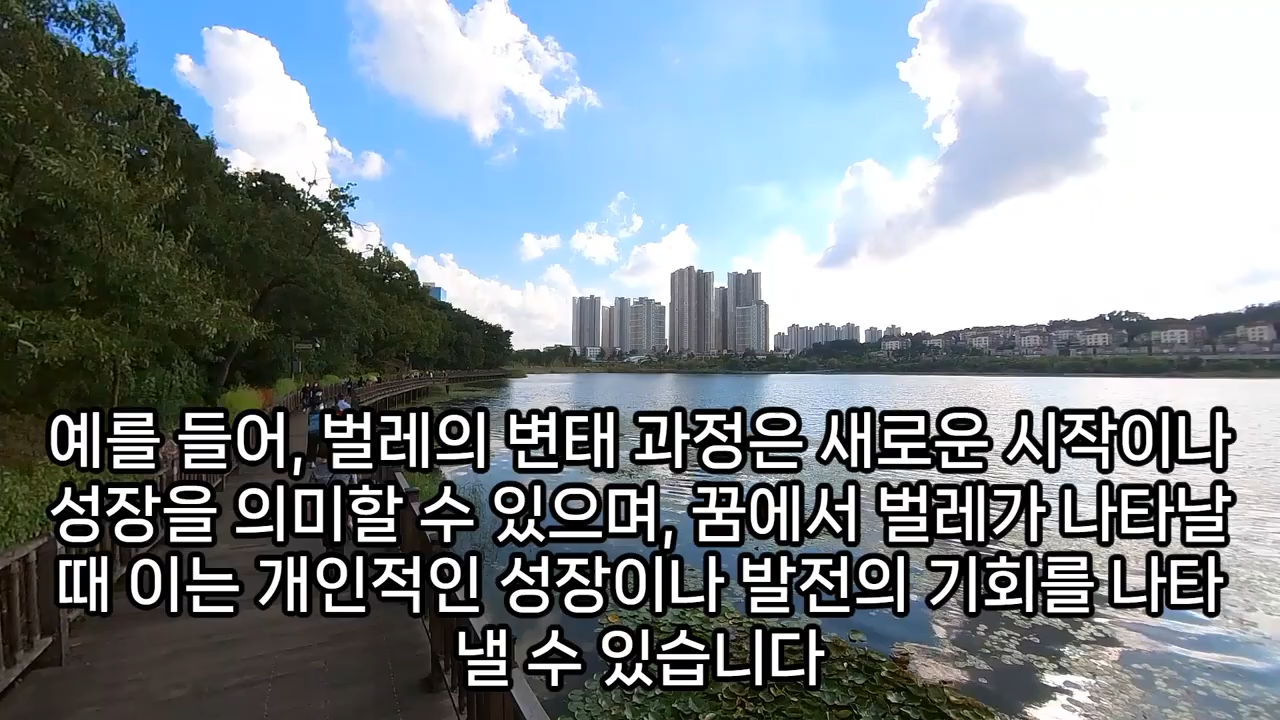 예를 들어, 벌레의 변태 과정은 새로운 시작이나
성장을 의미할 수 있으며, 꿈에서 벌레가 나타날
때 이는 개인적인 성장이나 발전의 기회를 나타
낼 수 있습니다